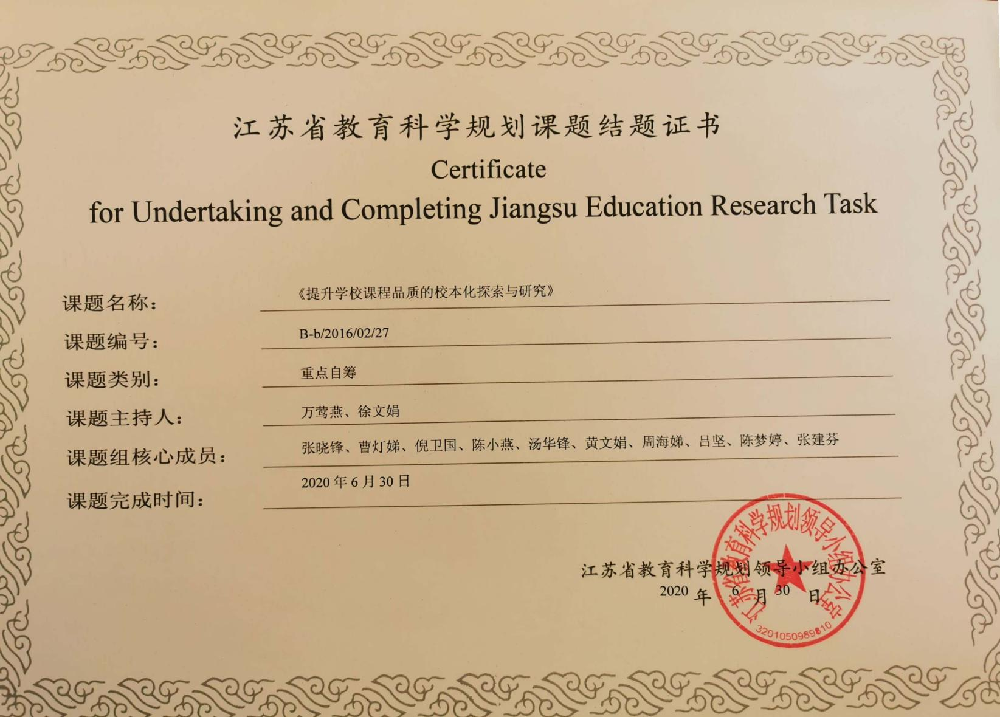 江苏省教育科学规划课题结题证书
Certificate
for Undertaking and Completing Jiangsu Education Research Task
课题名称：《提升学校课程品质的校本化探索与研究》
课题编号：B-b/2016/02/27
课题类别：重点自筹
课题主持人：万莺燕、徐文娟
课题组核心成员：张晓锋、曹灯娣、倪卫国、陈小燕、汤华锋、黄文娟、周海娣、吕坚、陈梦婷、张建芬
课题完成时间：2020 年 6 月 30 日
江苏省教育科学规划领导小组办公室
2020 年 6 月 30 日
江苏省教育科学规划领导小组办公室